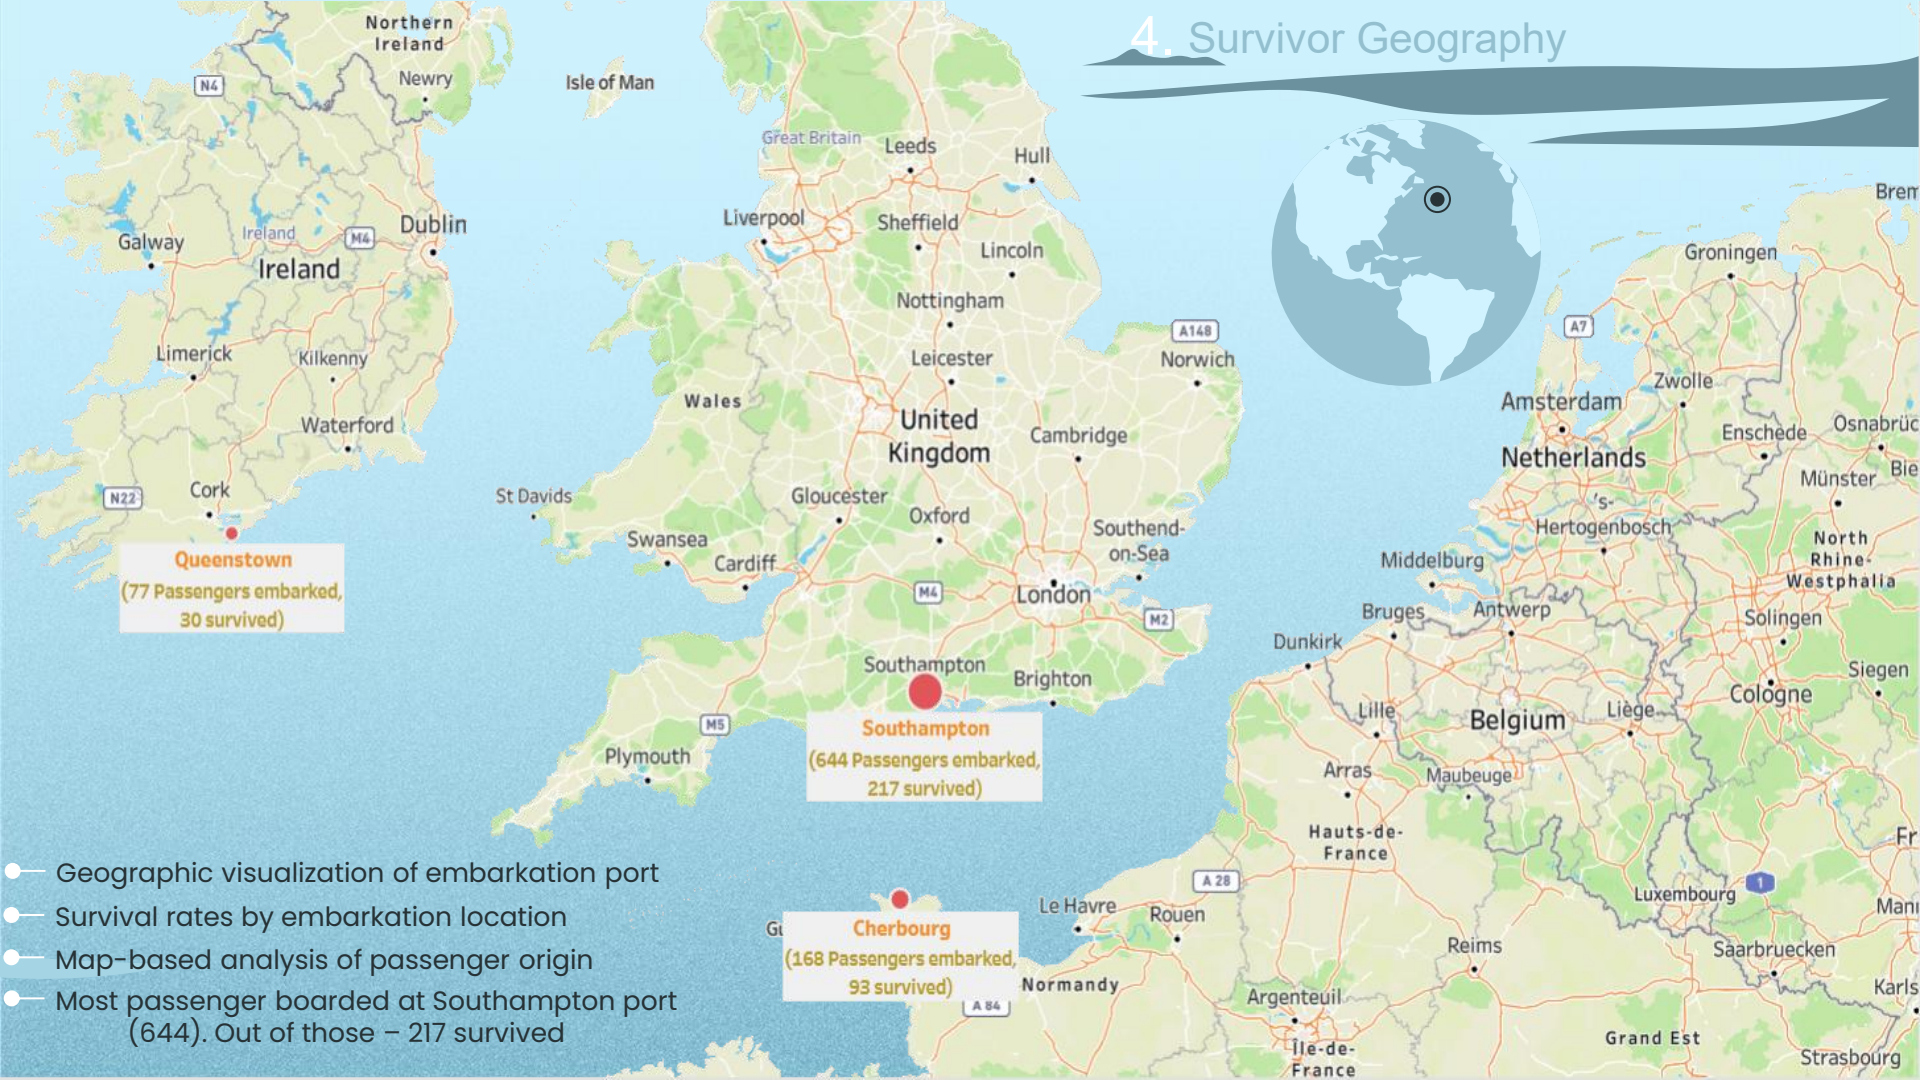 4. Survivor Geography
Northern
Ireland
Newry
N4
Isle of Man
Great Britain
Leeds
Hull
Liverpool
Sheffield
Lincoln
Galway
Ireland
M4
Dublin
Ireland
Nottingham
A148
Limerick
Kilkenny
Leicester
Norwich
Wales
United
Kingdom
Cambridge
Waterford
N22
Cork
St Davids
Gloucester
Oxford
Southend-
on-Sea
Swansea
Cardiff
M4
London
M2
Queenstown
(77 Passengers embarked,
30 survived)
Southampton
Brighton
M5
Plymouth
Southampton
(644 Passengers embarked,
217 survived)
Brem
Groningen
A7
Zwolle
Amsterdam
Netherlands
Enschede
Osnabrüc
Bie
Münster
's-
Hertogenbosch
North
Rhine-
Westphalia
Middelburg
Bruges
Antwerp
Solingen
Dunkirk
Siegen
Cologne
Lille
Belgium
Liège
Arras
Maubeuge
Hauts-de-
France
Fr
A 28
Luxembourg
1
Mani
Le Havre
Rouen
Gu
Cherbourg
(168 Passengers embarked,
93 survived)
A 84
Normandy
Reims
Saarbruecken
Karls
Argenteuil
Île-de-
France
Grand Est
Strasbourg
Geographic visualization of embarkation port
Survival rates by embarkation location
Map-based analysis of passenger origin
Most passenger boarded at Southampton port
(644). Out of those – 217 survived